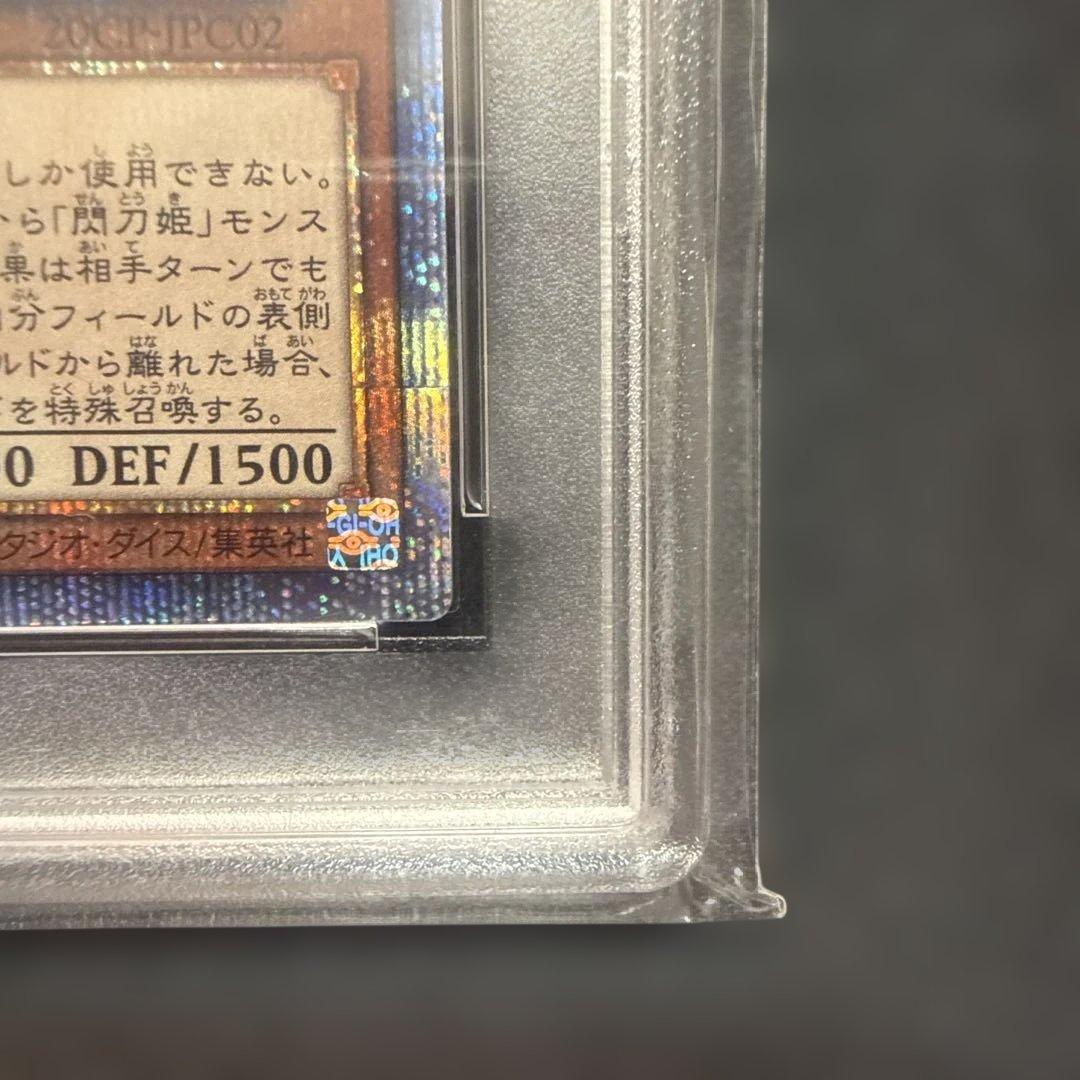 20CP-JPC02
しか使用できない。
ら「閃刀姫」モンス
果は相手ターンでも
分フィールドの表側
ルドから離れた場合、
を特殊召喚する。
0 DEF/1500
タジオ・ダイス/集英社
-GI-OH